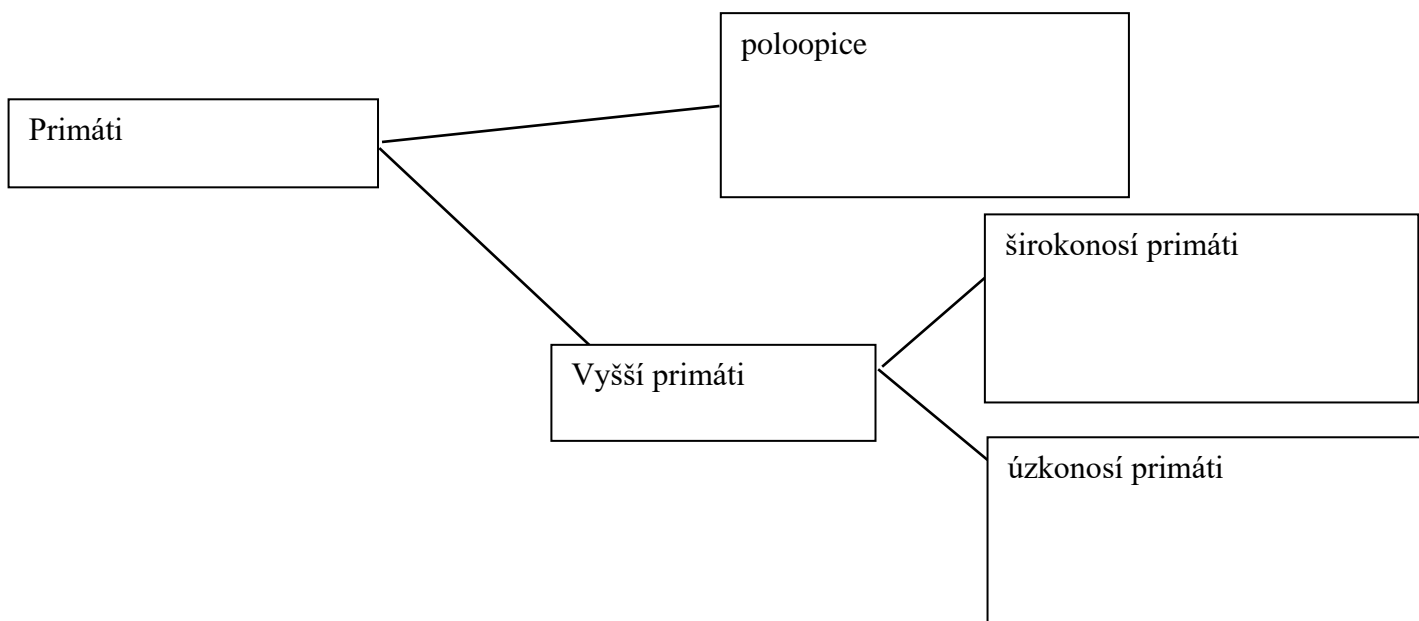 poloopice
Primáti
širokonosí primáti
Vyšší primáti
úzkonosí primáti